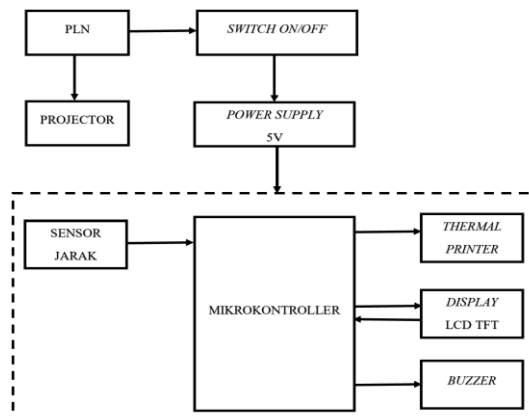 PLN
SWITCH ON/OFF
PROJECTOR
POWER SUPPLY
5V
SENSOR
JARAK
MIKROKONTROLLER
THERMAL
PRINTER
DISPLAY
LCD TFT
BUZZER